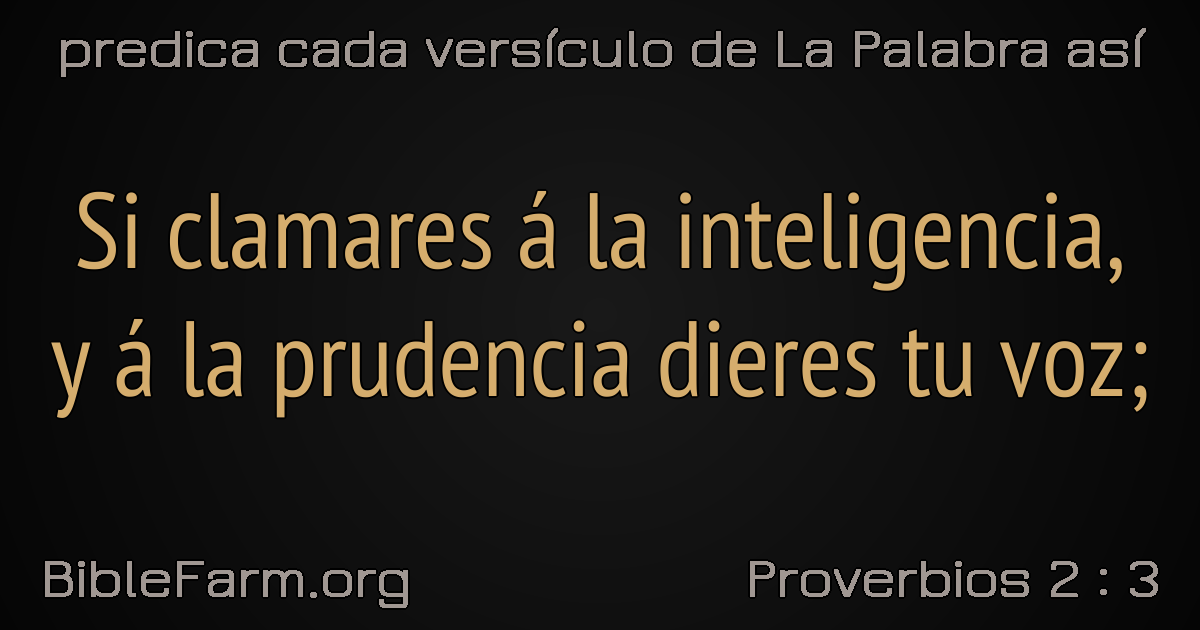 predica cada versículo de La Palabra así
Si clamares á la inteligencia,
y á la prudencia dieres tu voz;
BibleFarm.org
Proverbios 2 : 3